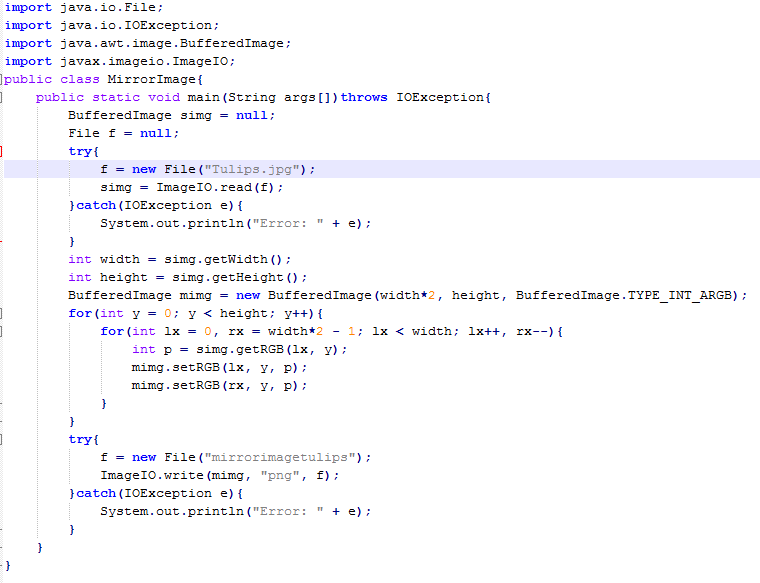 import java.io.File;
import java.io.IOException;
import java.awt.image.BufferedImage;
import javax.imageio.ImageIO;
public class MirrorImage{
    public static void main(String args[])throws IOException{
        BufferedImage simg = null;
        File f = null;
        try{
            f = new File("Tulips.jpg");
            simg = ImageIO.read(f);
        }catch(IOException e){
            System.out.println("Error: " + e);
        }
        int width = simg.getWidth();
        int height = simg.getHeight();
        BufferedImage mimg = new BufferedImage(width*2, height, BufferedImage.TYPE_INT_ARGB);
        for(int y = 0; y < height; y++){
            for(int lx = 0, rx = width*2 - 1; lx < width; lx++, rx--){
                int p = simg.getRGB(lx, y);
                mimg.setRGB(lx, y, p);
                mimg.setRGB(rx, y, p);
            }
        }
        try{
            f = new File("mirrorimagetulips");
            ImageIO.write(mimg, "png", f);
        }catch(IOException e){
            System.out.println("Error: " + e);
        }
    }
}